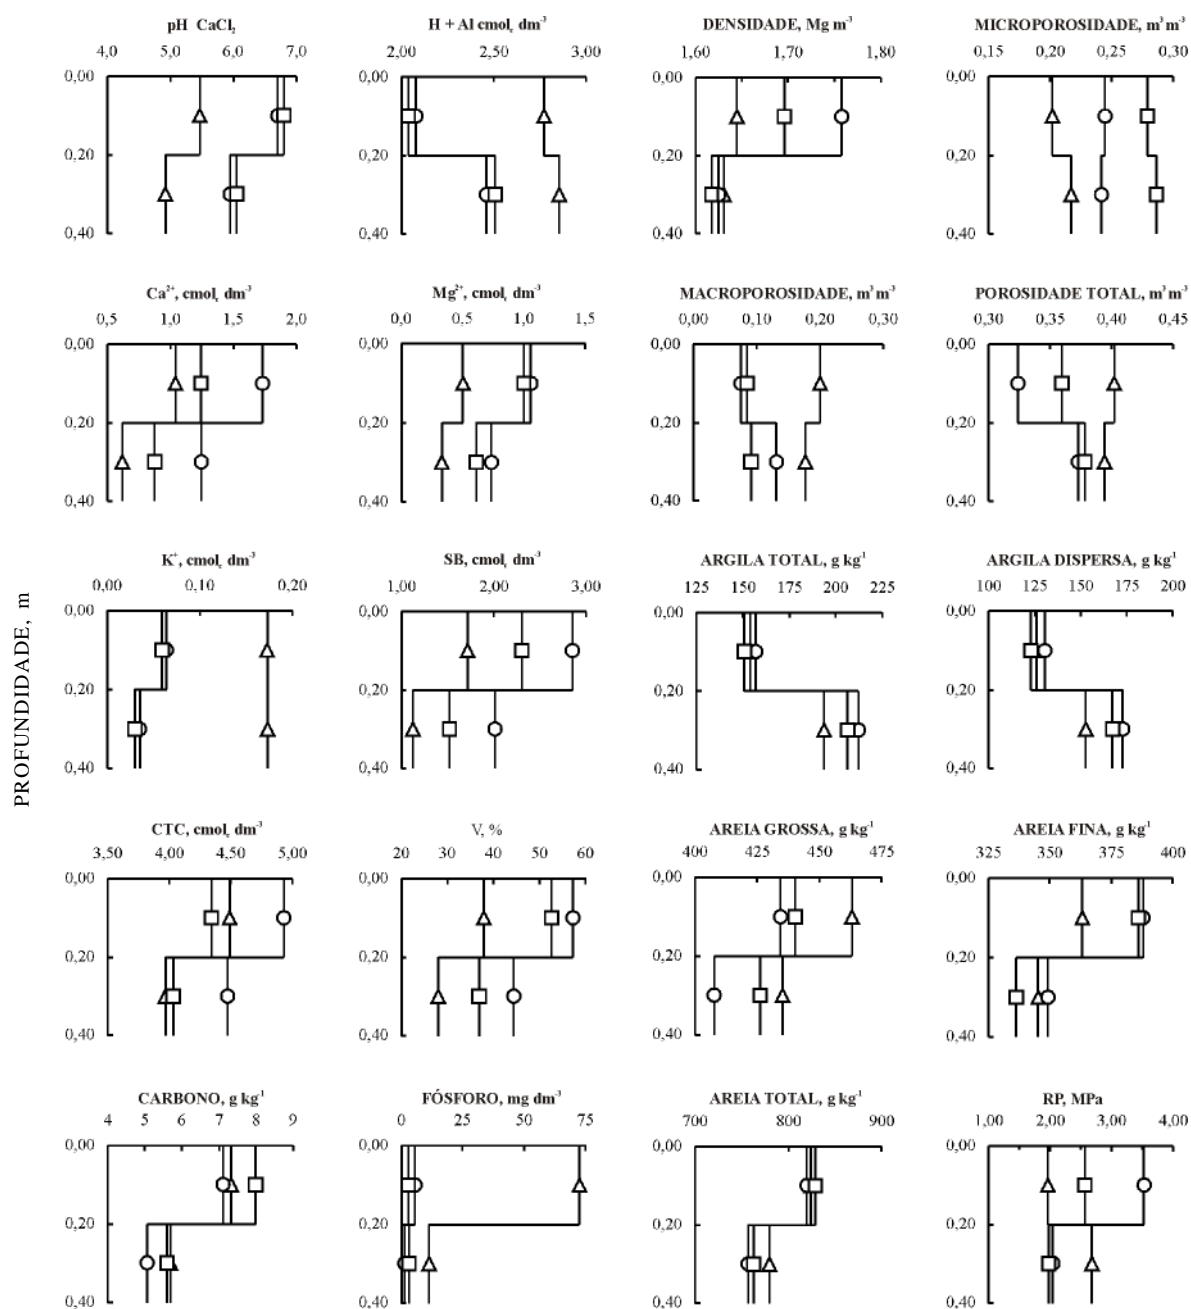 pH CaCl₂
H + Al cmol꜀ dm⁻³
DENSIDADE, Mg m⁻³
MICROPOROSIDADE, m³ m⁻³
4,0 5,0 6,0 7,0
2,00 2,50 3,00
1,60 1,70 1,80
0,15 0,20 0,25 0,30
0,00 0,00 0,00 0,00
0,20 0,20 0,20 0,20
0,40 0,40 0,40 0,40
Ca²⁺, cmol꜀ dm⁻³
Mg²⁺, cmol꜀ dm⁻³
MACROPOROSIDADE, m³ m⁻³
POROSIDADE TOTAL, m³ m⁻³
0,5 1,0 1,5 2,0
0,0 0,5 1,0 1,5
0,00 0,10 0,20 0,30
0,30 0,35 0,40 0,45
0,00 0,00 0,00 0,00
0,20 0,20 0,20 0,20
0,40 0,40 0,40 0,40
PROFUNDIDADE, m
K⁺, cmol꜀ dm⁻³
SB, cmol꜀ dm⁻³
ARGILA TOTAL, g kg⁻¹
ARGILA DISPERSA, g kg⁻¹
0,00 0,10 0,20
1,00 2,00 3,00
125 150 175 200 225
100 125 150 175 200
0,00 0,00 0,00 0,00
0,20 0,20 0,20 0,20
0,40 0,40 0,40 0,40
CTC, cmol꜀ dm⁻³
V, %
AREIA GROSSA, g kg⁻¹
AREIA FINA, g kg⁻¹
3,50 4,00 4,50 5,00
20 30 40 50 60
400 425 450 475
325 350 375 400
0,00 0,00 0,00 0,00
0,20 0,20 0,20 0,20
0,40 0,40 0,40 0,40
CARBONO, g kg⁻¹
FÓSFORO, mg dm⁻³
AREIA TOTAL, g kg⁻¹
RP, MPa
4 5 6 7 8 9
0 25 50 75
700 800 900
1,00 2,00 3,00 4,00
0,00 0,00 0,00 0,00
0,20 0,20 0,20 0,20
0,40 0,40 0,40 0,40